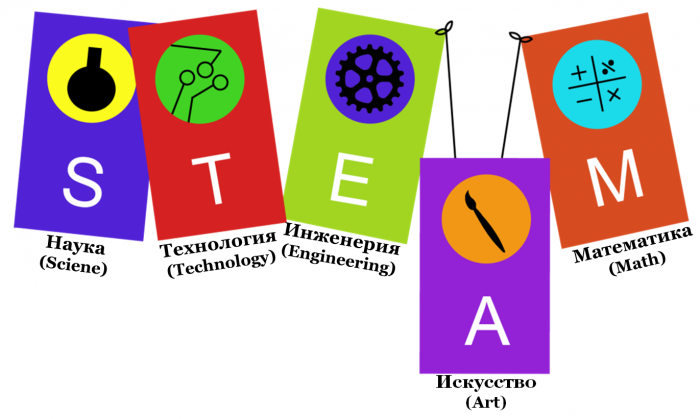 S
Наука
(Sciene)
T
Технология
(Technology)
E
Инженерия
(Engineering)
A
Искусство
(Art)
M
Математика
(Math)